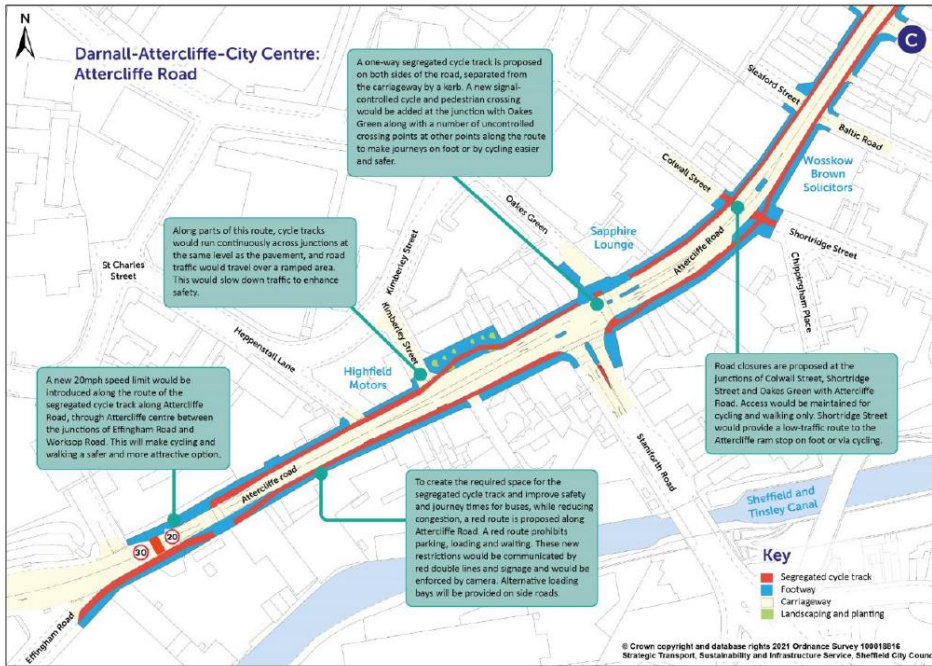 N
Darnall-Attercliffe-City Centre:
Attercliffe Road
C
A one-way segregated cycle track is proposed
on both sides of the road, separated from
the carriageway by a kerb. A new signal-
controlled cycle and pedestrian crossing
would be added at the junction with Oakes
Green along with a number of uncontrolled
crossing points at other points along the route
to make journeys on foot or by cycling easier
and safer.
Sleaford Street
Baltic Road
Colwall Street
Wosskow
Brown
Solicitors
Oakes Green
Sapphire
Lounge
Attercliffe Road
Shortridge Street
Chippingham Place
Along parts of this route, cycle tracks
would run continuously across junctions at
the same level as the pavement, and road
traffic would travel over a ramped area.
This would slow down traffic to enhance
safety.
St Charles
Street
Kimberley Street
Kimberley Street
Heppenstall Lane
Highfield
Motors
A new 20mph speed limit would be
introduced along the route of the
segregated cycle track along Attercliffe
Road, through Attercliffe centre between
the junctions of Effingham Road and
Worksop Road. This will make cycling and
walking a safer and more attractive option.
Road closures are proposed at the
junctions of Colwall Street, Shortridge
Street and Oakes Green with Attercliffe
Road. Access would be maintained for
cycling and walking only. Shortridge Street
would provide a low-traffic route to the
Attercliffe ram stop on foot or via cycling.
Attercliffe road
Staniforth Road
To create the required space for the
segregated cycle track and improve safety
and journey times for buses, while reducing
congestion, a red route is proposed along
Attercliffe Road. A red route prohibits
parking, loading and waiting. These new
restrictions would be communicated by
red double lines and signage and would be
enforced by camera. Alternative loading
bays will be provided on side roads.
Sheffield and
Tinsley Canal
30
20
Effingham Road
Key
Segregated cycle track
Footway
Carriageway
Landscaping and planting
© Crown copyright and database rights 2021 Ordnance Survey 100018816
Strategic Transport, Sustainability and Infrastructure Service, Sheffield City Counc